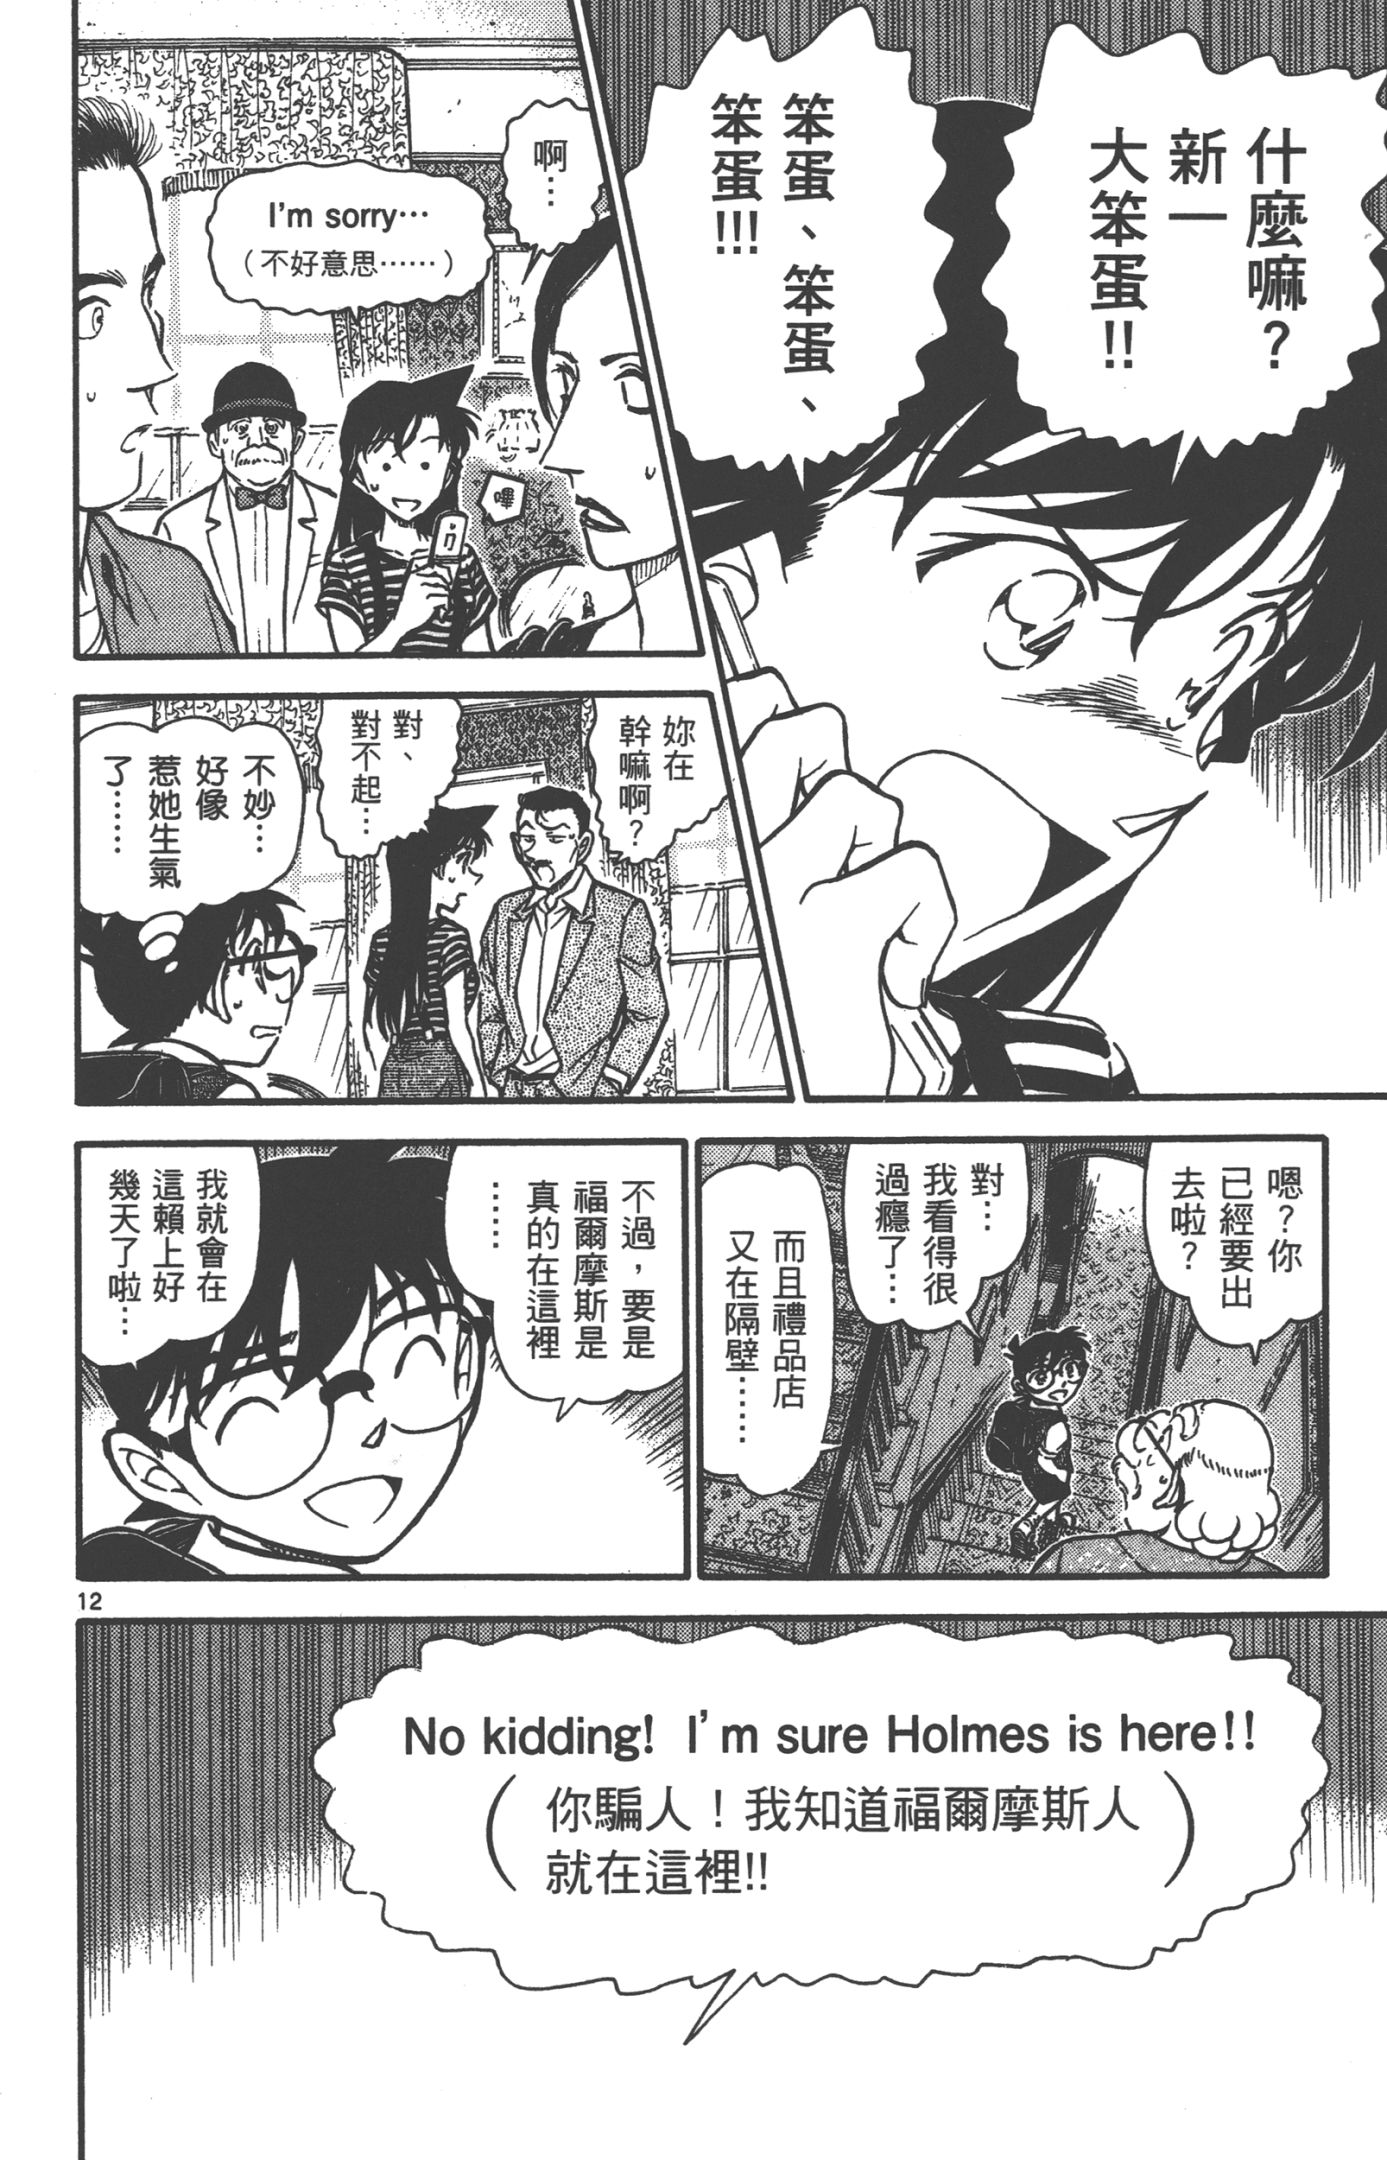 什麼嘛?
新一
大笨蛋!!
笨蛋、笨蛋、
笨蛋!!!
啊…
I'm sorry…
(不好意思……)
嗶
妳在
幹嘛啊?
對、
對不起…
不妙…
好像
惹她生氣
了……
嗯?你
已經要出
去啦?
對…
我看得很
過癮了…
而且禮品店
又在隔壁……
不過,要是
福爾摩斯是
真的在這裡
……
我就會在
這賴上好
幾天了啦…
12
No kidding! I'm sure Holmes is here!!
(你騙人!我知道福爾摩斯人
就在這裡!!)